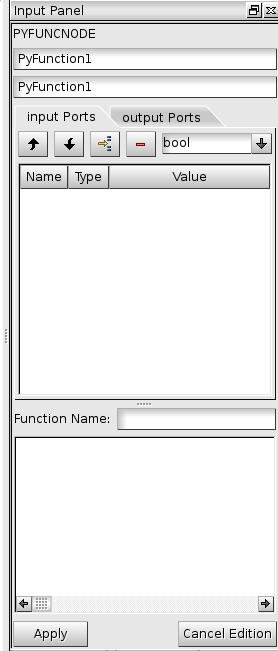 Input Panel
PYFUNCNODE
PyFunction1
PyFunction1
input Ports output Ports
bool
Name Type Value
Function Name:
Apply Cancel Edition